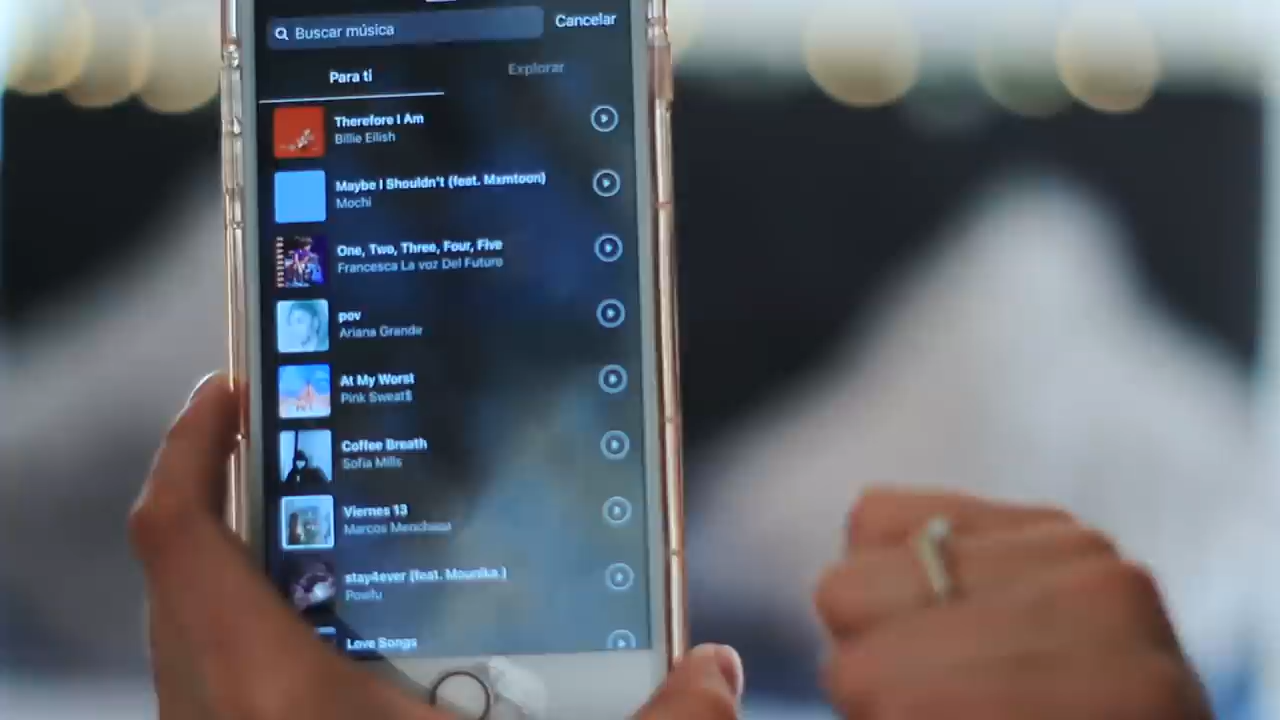 Buscar música
Cancelar
Para ti
Explorar
Therefore I Am
Billie Eilish
Maybe I Shouldn't (feat. Mxmtoon)
Mochi
One, Two, Three, Four, Five
Francesca La voz Del Futuro
pov
Ariana Grande
At My Worst
Pink Sweat$
Coffee Breath
Sofia Mills
Viernes 13
Marcos Menchaca
stay4ever (feat. Mounika.)
Powfu
Love Songs